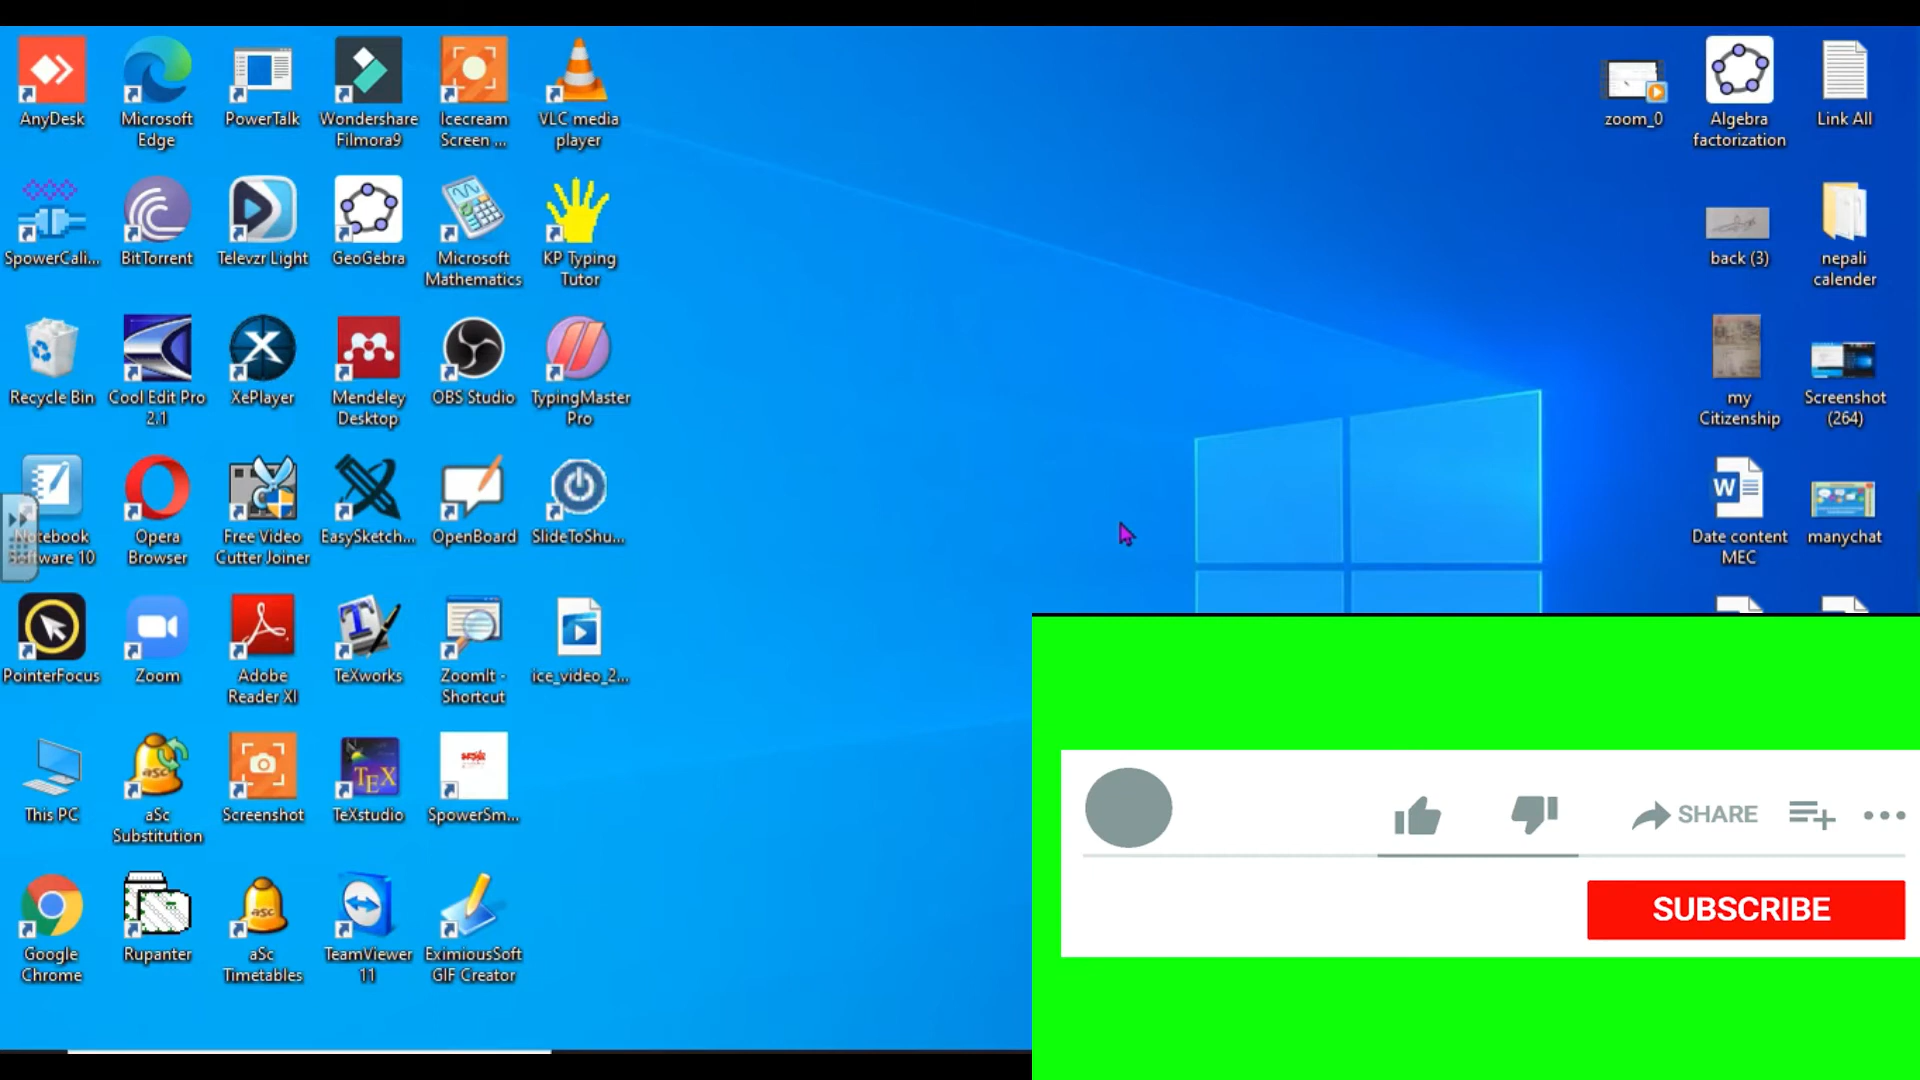 AnyDesk
Microsoft
Edge
PowerTalk
Wondershare
Filmora9
Icecream
Screen ...
VLC media
player
zoom_0
Algebra
factorization
Link All
SpowerCali...
BitTorrent
Televzr Light
GeoGebra
Microsoft
Mathematics
KP Typing
Tutor
back (3)
nepali
calender
Recycle Bin
Cool Edit Pro
2.1
XePlayer
Mendeley
Desktop
OBS Studio
TypingMaster
Pro
my
Citizenship
Screenshot
(264)
Notebook
Software 10
Opera
Browser
Free Video
Cutter Joiner
EasySketch...
OpenBoard
SlideToShu...
Date content
MEC
manychat
PointerFocus
Zoom
Adobe
Reader XI
TeXworks
ZoomIt -
Shortcut
ice_video_2...
This PC
aSc
Substitution
Screenshot
TeXstudio
SpowerSm...
Google
Chrome
Rupanter
aSc
Timetables
TeamViewer
11
EximiousSoft
GIF Creator
SHARE
SUBSCRIBE